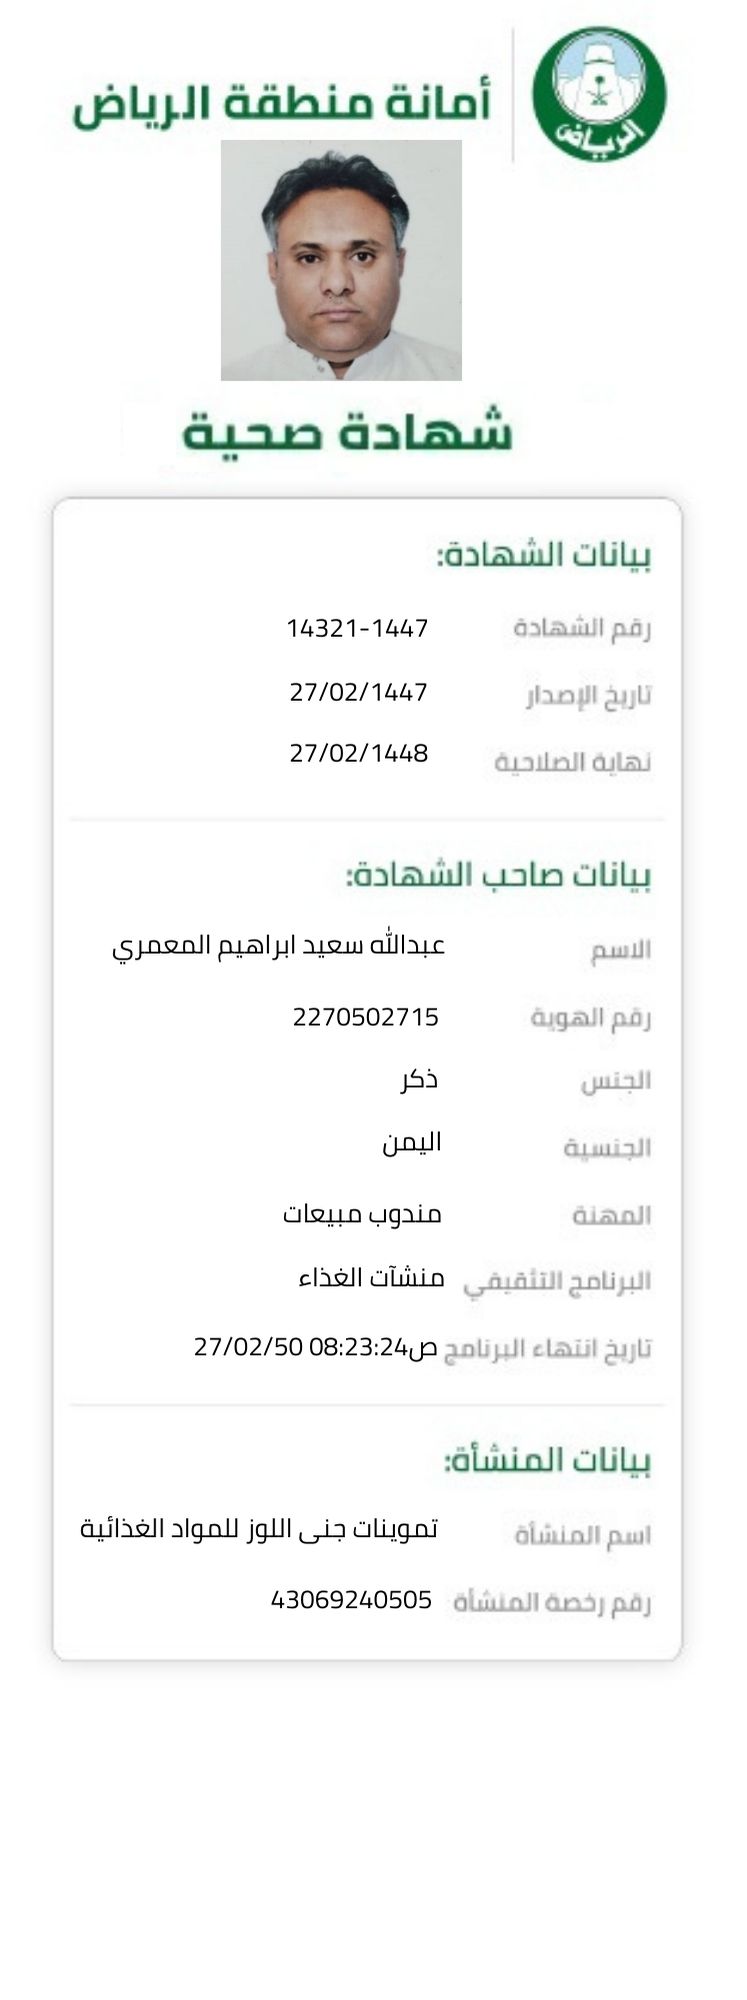 أمانة منطقة الرياض
الرياض
شهادة صحية
بيانات الشهادة:
رقم الشهادة 14321-1447
تاريخ الإصدار 27/02/1447
نهاية الصلاحية 27/02/1448
بيانات صاحب الشهادة:
الاسم عبدالله سعيد ابراهيم المعمري
رقم الهوية 2270502715
الجنس ذكر
الجنسية اليمن
المهنة مندوب مبيعات
البرنامج التثقيفي منشآت الغذاء
تاريخ انتهاء البرنامج 27/02/50 08:23:24ص
بيانات المنشأة:
اسم المنشأة تموينات جنى اللوز للمواد الغذائية
رقم رخصة المنشأة 43069240505